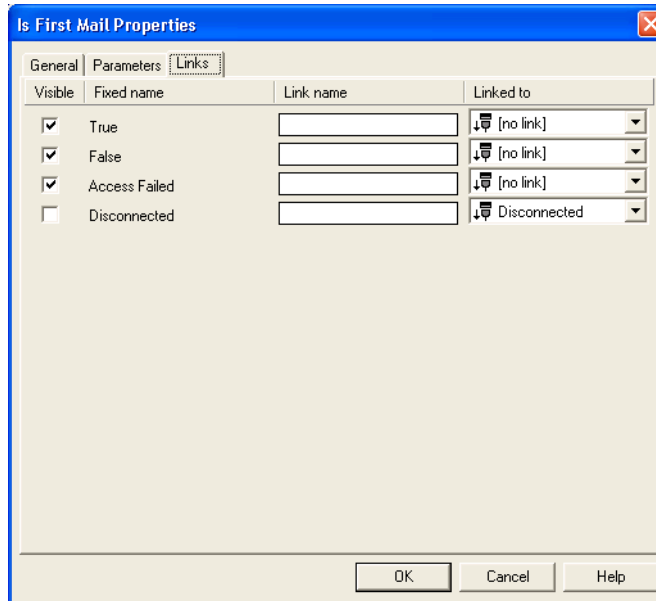 Is First Mail Properties
General Parameters Links
Visible Fixed name Link name Linked to
True [no link]
False [no link]
Access Failed [no link]
Disconnected Disconnected
OK Cancel Help